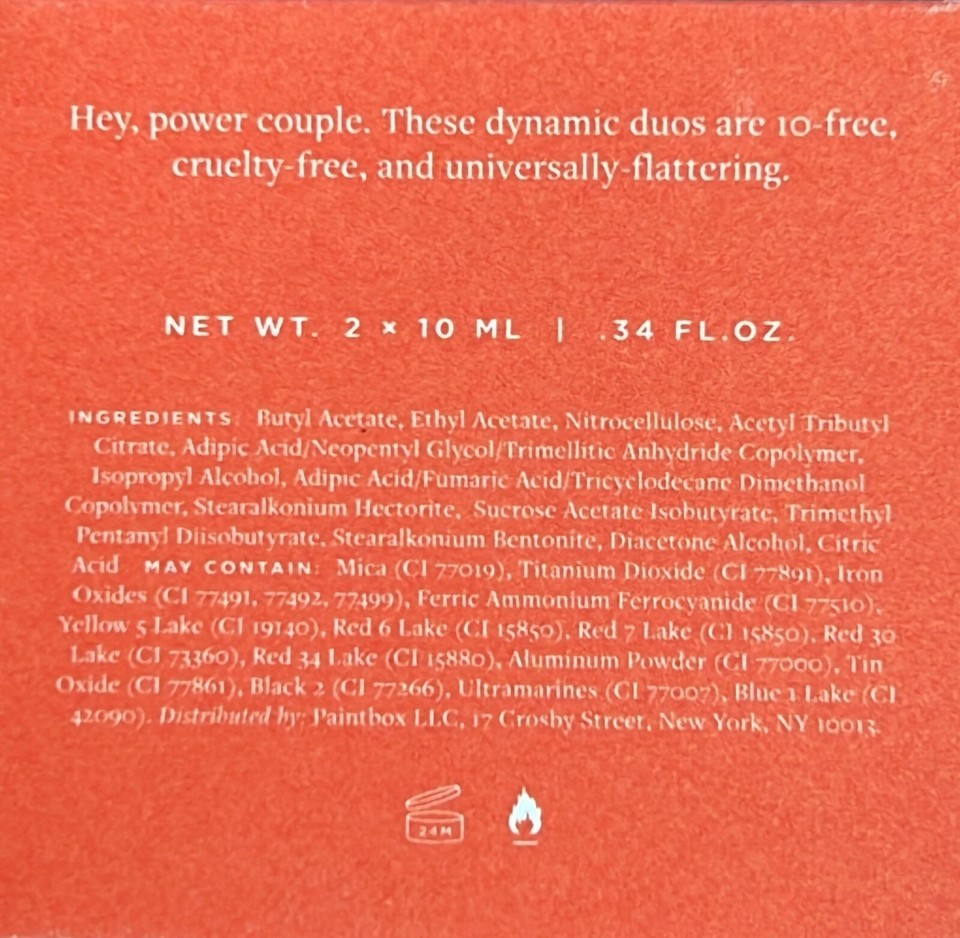 Hey, power couple. These dynamic duos are 10-free,
cruelty-free, and universally-flattering.
NET WT. 2 × 10 ML | .34 FL.OZ.
INGREDIENTS: Butyl Acetate, Ethyl Acetate, Nitrocellulose, Acetyl Tributyl
Citrate, Adipic Acid/Neopentyl Glycol/Trimellitic Anhydride Copolymer,
Isopropyl Alcohol, Adipic Acid/Fumaric Acid/Tricyclodecane Dimethanol
Copolymer, Stearalkonium Hectorite, Sucrose Acetate Isobutyrate, Trimethyl
Pentanyl Diisobutyrate, Stearalkonium Bentonite, Diacetone Alcohol, Citric
Acid MAY CONTAIN: Mica (CI 77019), Titanium Dioxide (CI 77891), Iron
Oxides (CI 77491, 77492, 77499), Ferric Ammonium Ferrocyanide (CI 77510),
Yellow 5 Lake (CI 19140), Red 6 Lake (CI 15850), Red 7 Lake (CI 15850), Red 30
Lake (CI 73360), Red 34 Lake (CI 15880), Aluminum Powder (CI 77000), Tin
Oxide (CI 77861), Black 2 (CI 77266), Ultramarines (CI 77007), Blue 1 Lake (CI
42090). Distributed by: Paintbox LLC, 17 Crosby Street, New York, NY 10013.
24M